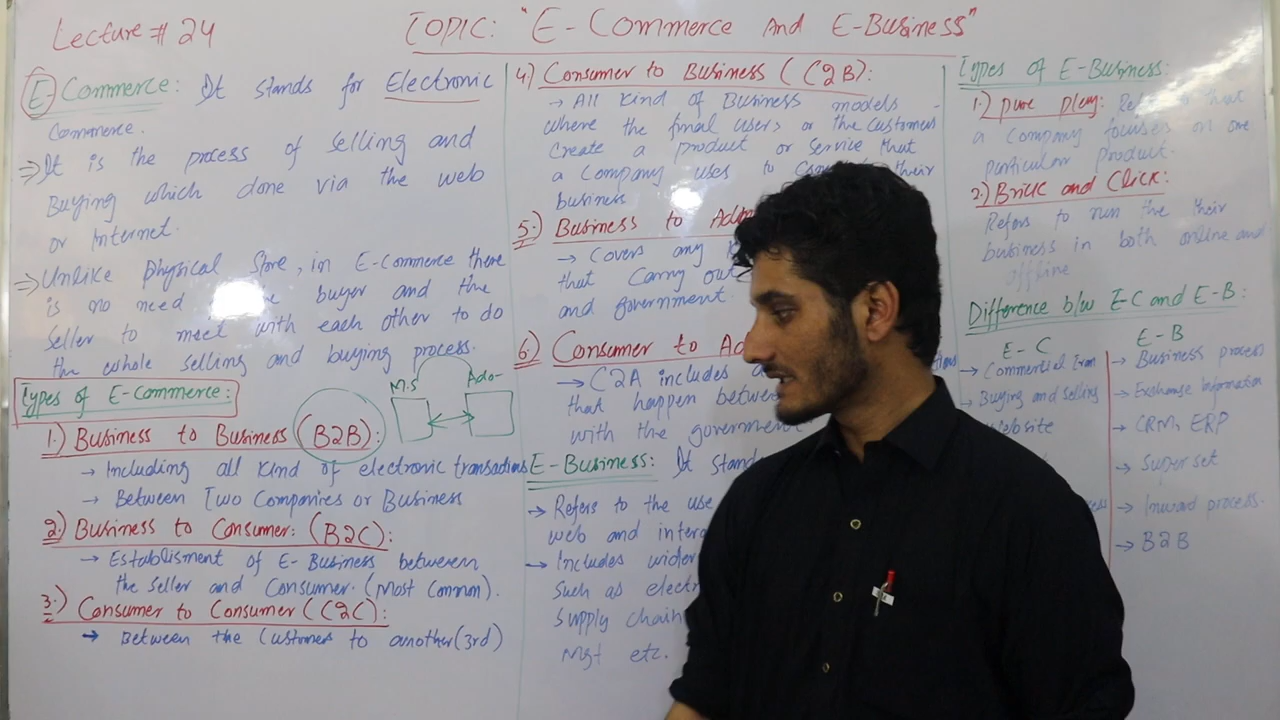 Lecture # 24
TOPIC: "E-Commerce And E-Business"
E-Commerce: It stands for Electronic
Commerce.
⇒ It is the process of selling and
Buying which done via the web
or Internet.
⇒ Unlike physical store, in E-Commerce there
is no need buyer and the
seller to meet with each other to do
the whole selling and buying process.
Types of E-commerce:
M.S Ado-
1.) Business to Business (B2B):
→ Including all kind of electronic transactions
→ Between Two Companies or Business
2.) Business to Consumer: (B2C):
→ Establisment of E-Business between
the seller and Consumer. (Most Common).
3.) Consumer to Consumer (C2C):
→ Between the Customer to another (3rd)
4.) Consumer to Business (C2B):
→ All kind of Business models
where the final users or the customers
create a product or service that
a company uses to their
business
5.) Business to
→ Covers any
that carry out
and government.
6.) Consumer to
→ C2A includes
that happen between
with the government
E-Business: It
→ Refers to the use
web and
→ Includes wider
such as
supply chain
Mgt etc.
Types of E-Business:
1.) pure play: that
a company focuses on one
particular product.
2.) Brick and Click:
Refers to run the their
business in both online and
offline
Difference b/w E-C and E-B:
E-C
→ Commercial
→ Buying and selling
Website
E-B
→ Business process
→ Exchange Information
→ CRM, ERP
→ Super set
→ Inward process.
→ B2B